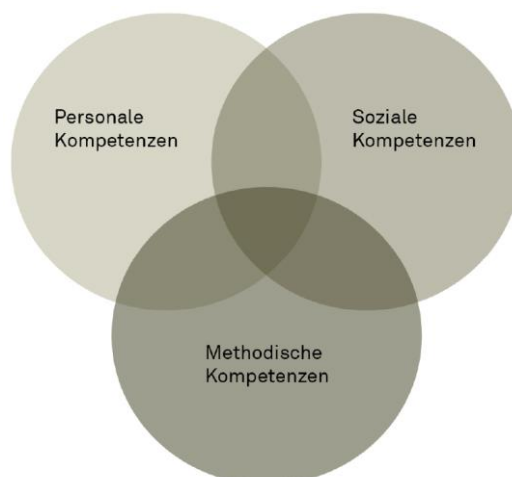 Personale
Kompetenzen
Soziale
Kompetenzen
Methodische
Kompetenzen